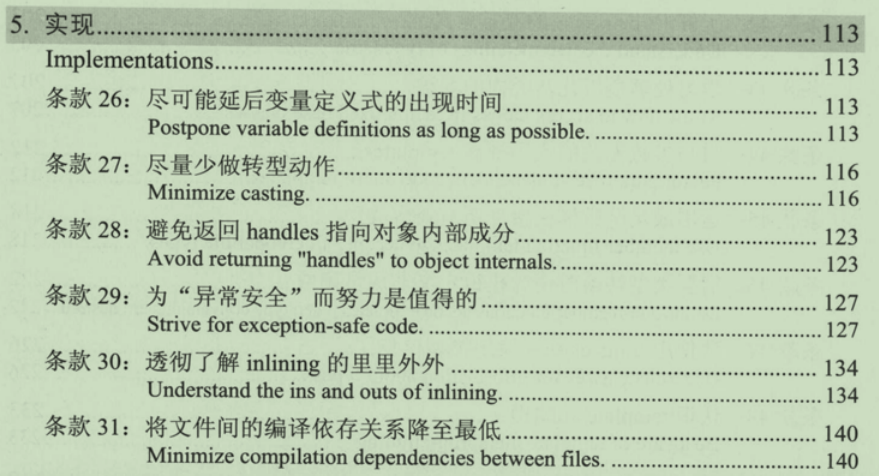 5. 实现........................................................................ 113
Implementations........................................................................ 113
条款 26：尽可能延后变量定义式的出现时间........................................ 113
Postpone variable definitions as long as possible. ........................................ 113
条款 27：尽量少做转型动作........................................ 116
Minimize casting. ........................................ 116
条款 28：避免返回 handles 指向对象内部成分........................................ 123
Avoid returning "handles" to object internals. ........................................ 123
条款 29：为“异常安全”而努力是值得的........................................ 127
Strive for exception-safe code. ........................................ 127
条款 30：透彻了解 inlining 的里里外外 ........................................ 134
Understand the ins and outs of inlining. ........................................ 134
条款 31：将文件间的编译依存关系降至最低........................................ 140
Minimize compilation dependencies between files. ........................................ 140